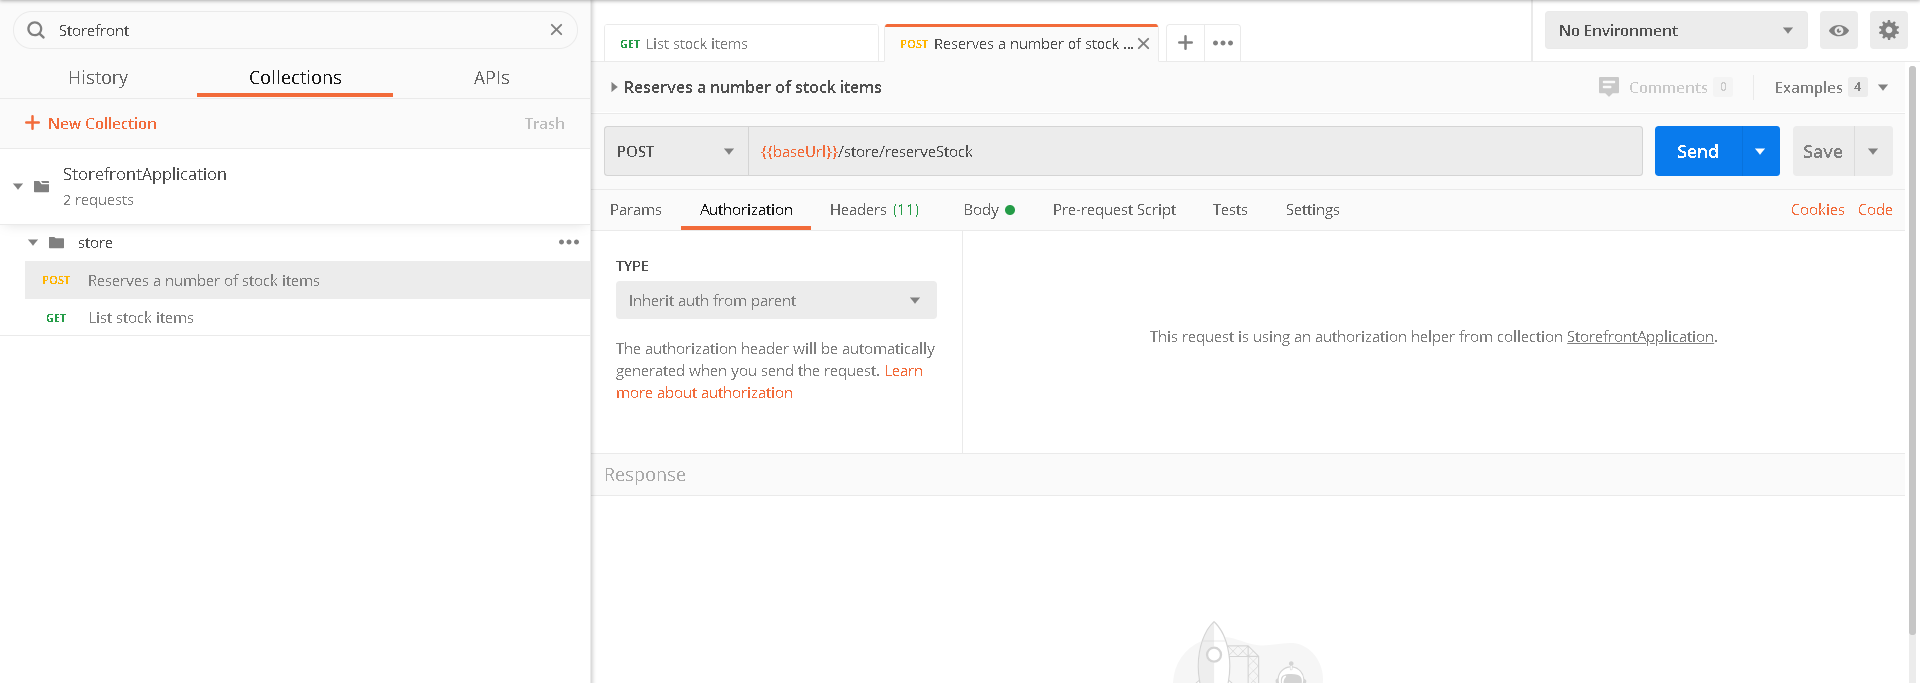 Storefront
History
Collections
APIs
New Collection
Trash
StorefrontApplication
2 requests
store
POST Reserves a number of stock items
GET List stock items
GET List stock items
POST Reserves a number of stock ...
No Environment
Reserves a number of stock items
Comments 0
Examples 4
POST
{{baseUrl}}/store/reserveStock
Send
Save
Params
Authorization
Headers (11)
Body
Pre-request Script
Tests
Settings
Cookies
Code
TYPE
Inherit auth from parent
The authorization header will be automatically
generated when you send the request. Learn
more about authorization
This request is using an authorization helper from collection StorefrontApplication.
Response